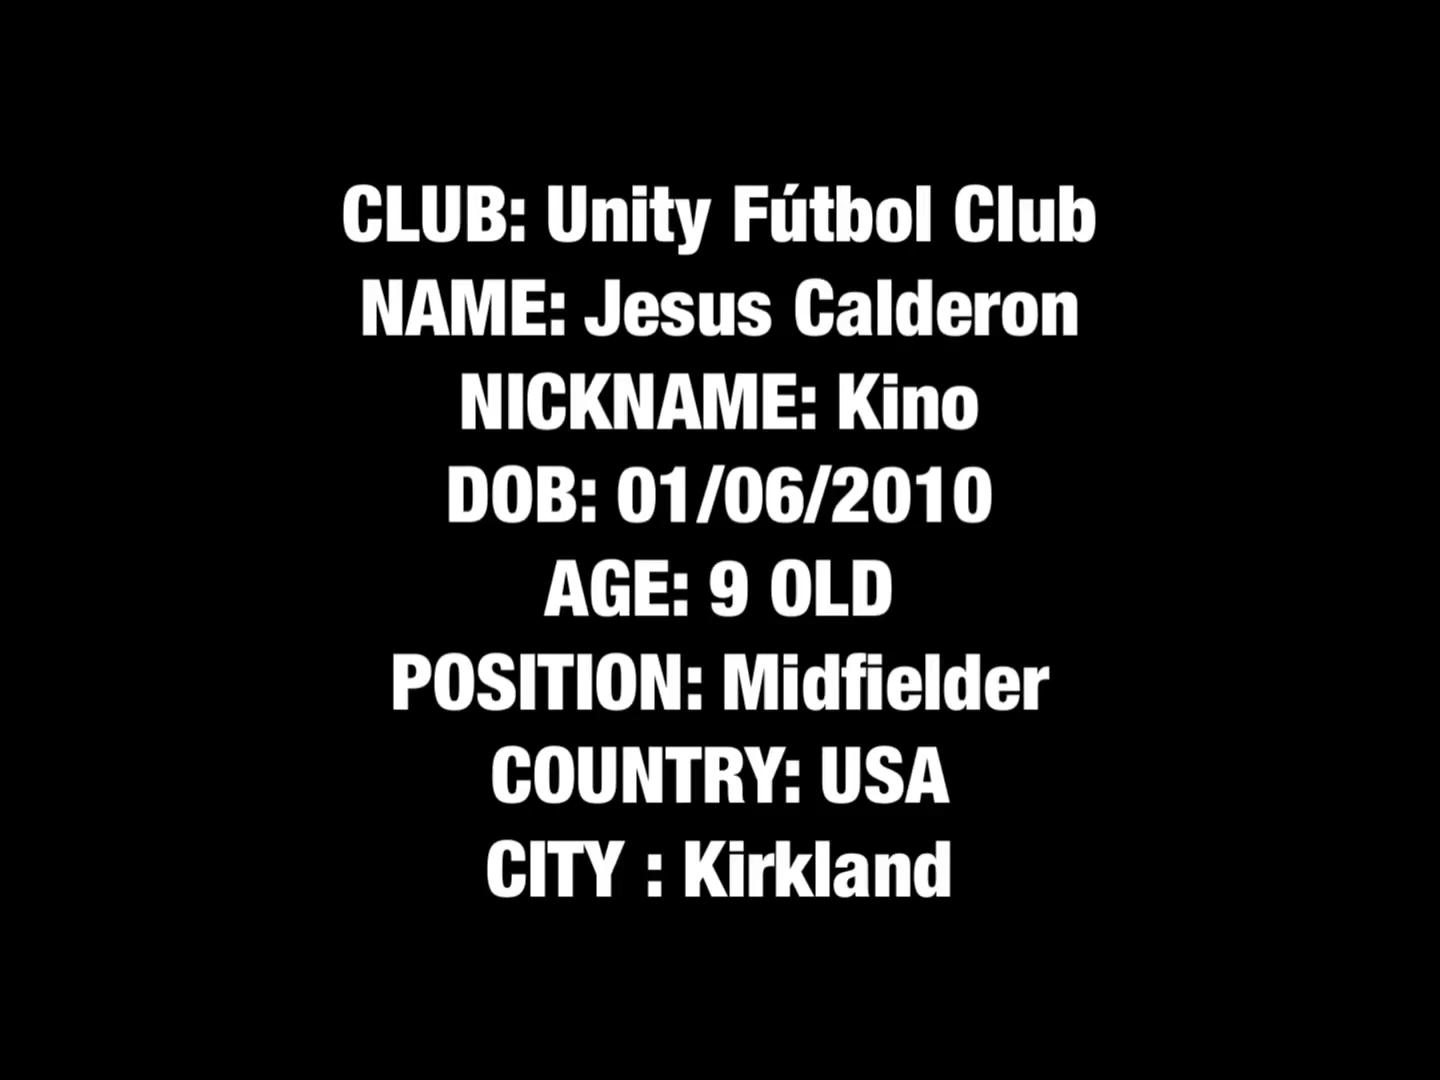 CLUB: Unity Fútbol Club
NAME: Jesus Calderon
NICKNAME: Kino
DOB: 01/06/2010
AGE: 9 OLD
POSITION: Midfielder
COUNTRY: USA
CITY : Kirkland